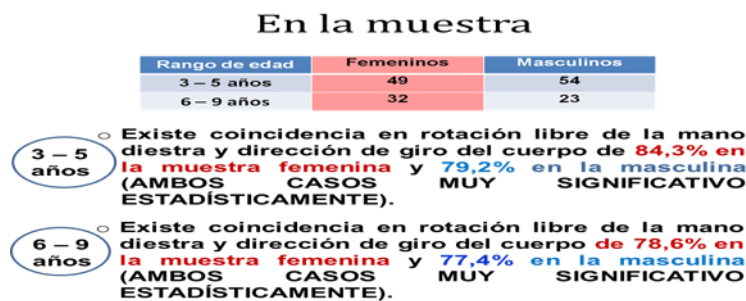 En la muestra
Rango de edad Femeninos Masculinos
3 – 5 años 49 54
6 – 9 años 32 23
3 – 5
años
○ Existe coincidencia en rotación libre de la mano
diestra y dirección de giro del cuerpo de 84,3% en
la muestra femenina y 79,2% en la masculina
(AMBOS CASOS MUY SIGNIFICATIVO
ESTADÍSTICAMENTE).
6 – 9
años
○ Existe coincidencia en rotación libre de la mano
diestra y dirección de giro del cuerpo de 78,6% en
la muestra femenina y 77,4% en la masculina
(AMBOS CASOS MUY SIGNIFICATIVO
ESTADÍSTICAMENTE).